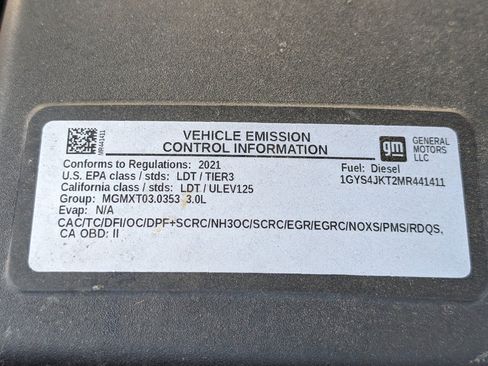 MR441411
VEHICLE EMISSION
CONTROL INFORMATION
gm
GENERAL
MOTORS
LLC
Conforms to Regulations: 2021
U.S. EPA class / stds: LDT / TIER3
California class / stds: LDT / ULEV125
Group: MGMXT03.0353 3.0L
Evap: N/A
Fuel: Diesel
1GYS4JKT2MR441411
CAC/TC/DFI/OC/DPF+SCRC/NH3OC/SCRC/EGR/EGRC/NOXS/PMS/RDQS,
CA OBD: II